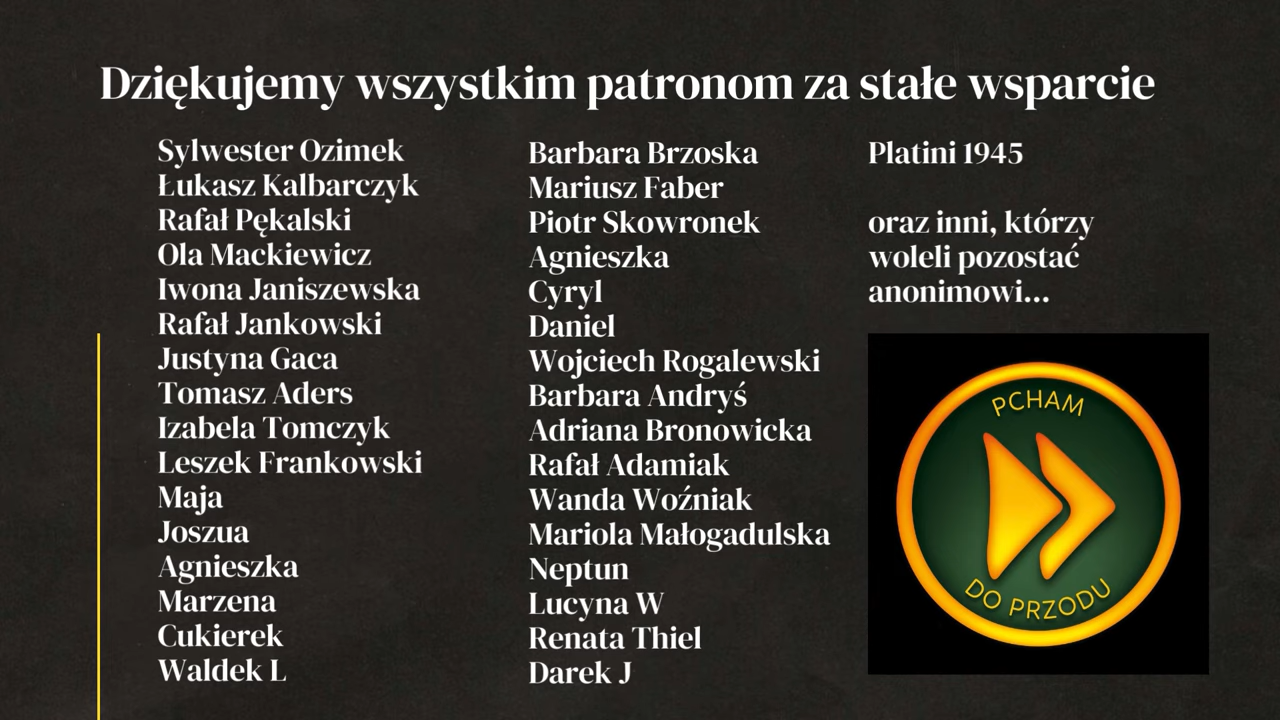 Dziękujemy wszystkim patronom za stałe wsparcie
Sylwester Ozimek
Łukasz Kalbarczyk
Rafał Pękalski
Ola Mackiewicz
Iwona Janiszewska
Rafał Jankowski
Justyna Gaca
Tomasz Aders
Izabela Tomczyk
Leszek Frankowski
Maja
Joszua
Agnieszka
Marzena
Cukierek
Waldek L
Barbara Brzoska
Mariusz Faber
Piotr Skowronek
Agnieszka
Cyryl
Daniel
Wojciech Rogalewski
Barbara Andryś
Adriana Bronowicka
Rafał Adamiak
Wanda Woźniak
Mariola Małogadulska
Neptun
Lucyna W
Renata Thiel
Darek J
Platini 1945
oraz inni, którzy
woleli pozostać
anonimowi...
PCHAM
DO PRZODU